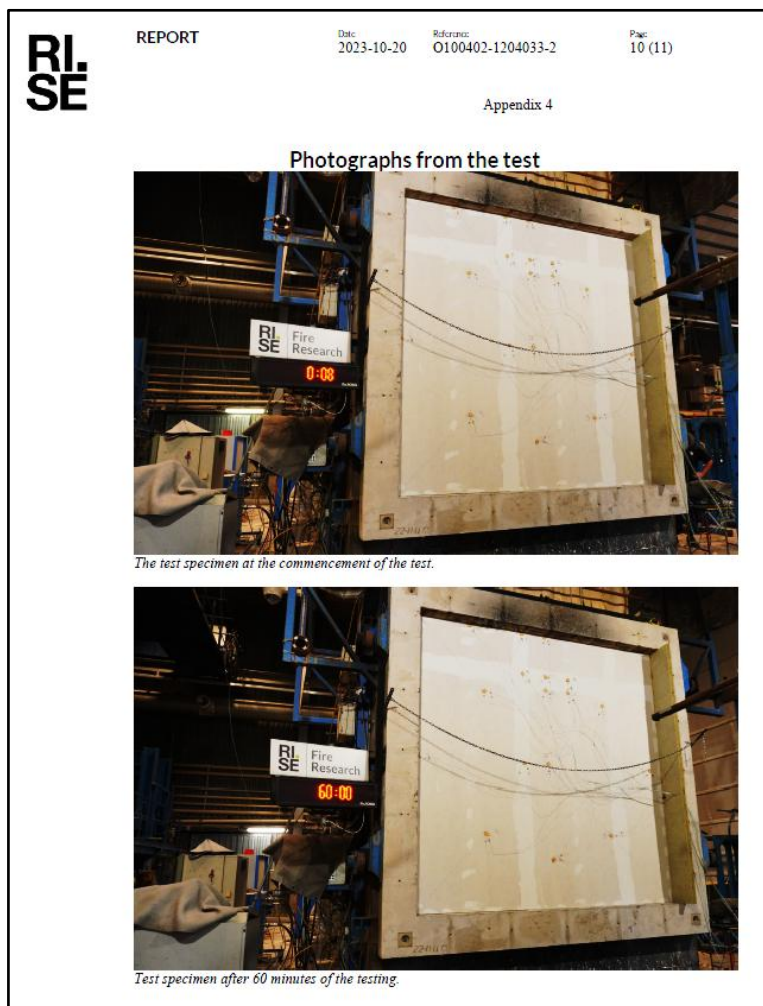 RI.
SE
REPORT
Date
2023-10-20
Reference
O100402-1204033-2
Page
10 (11)
Appendix 4
Photographs from the test
RI.
SE
Fire
Research
0:08
The test specimen at the commencement of the test.
RI.
SE
Fire
Research
60:00
Test specimen after 60 minutes of the testing.